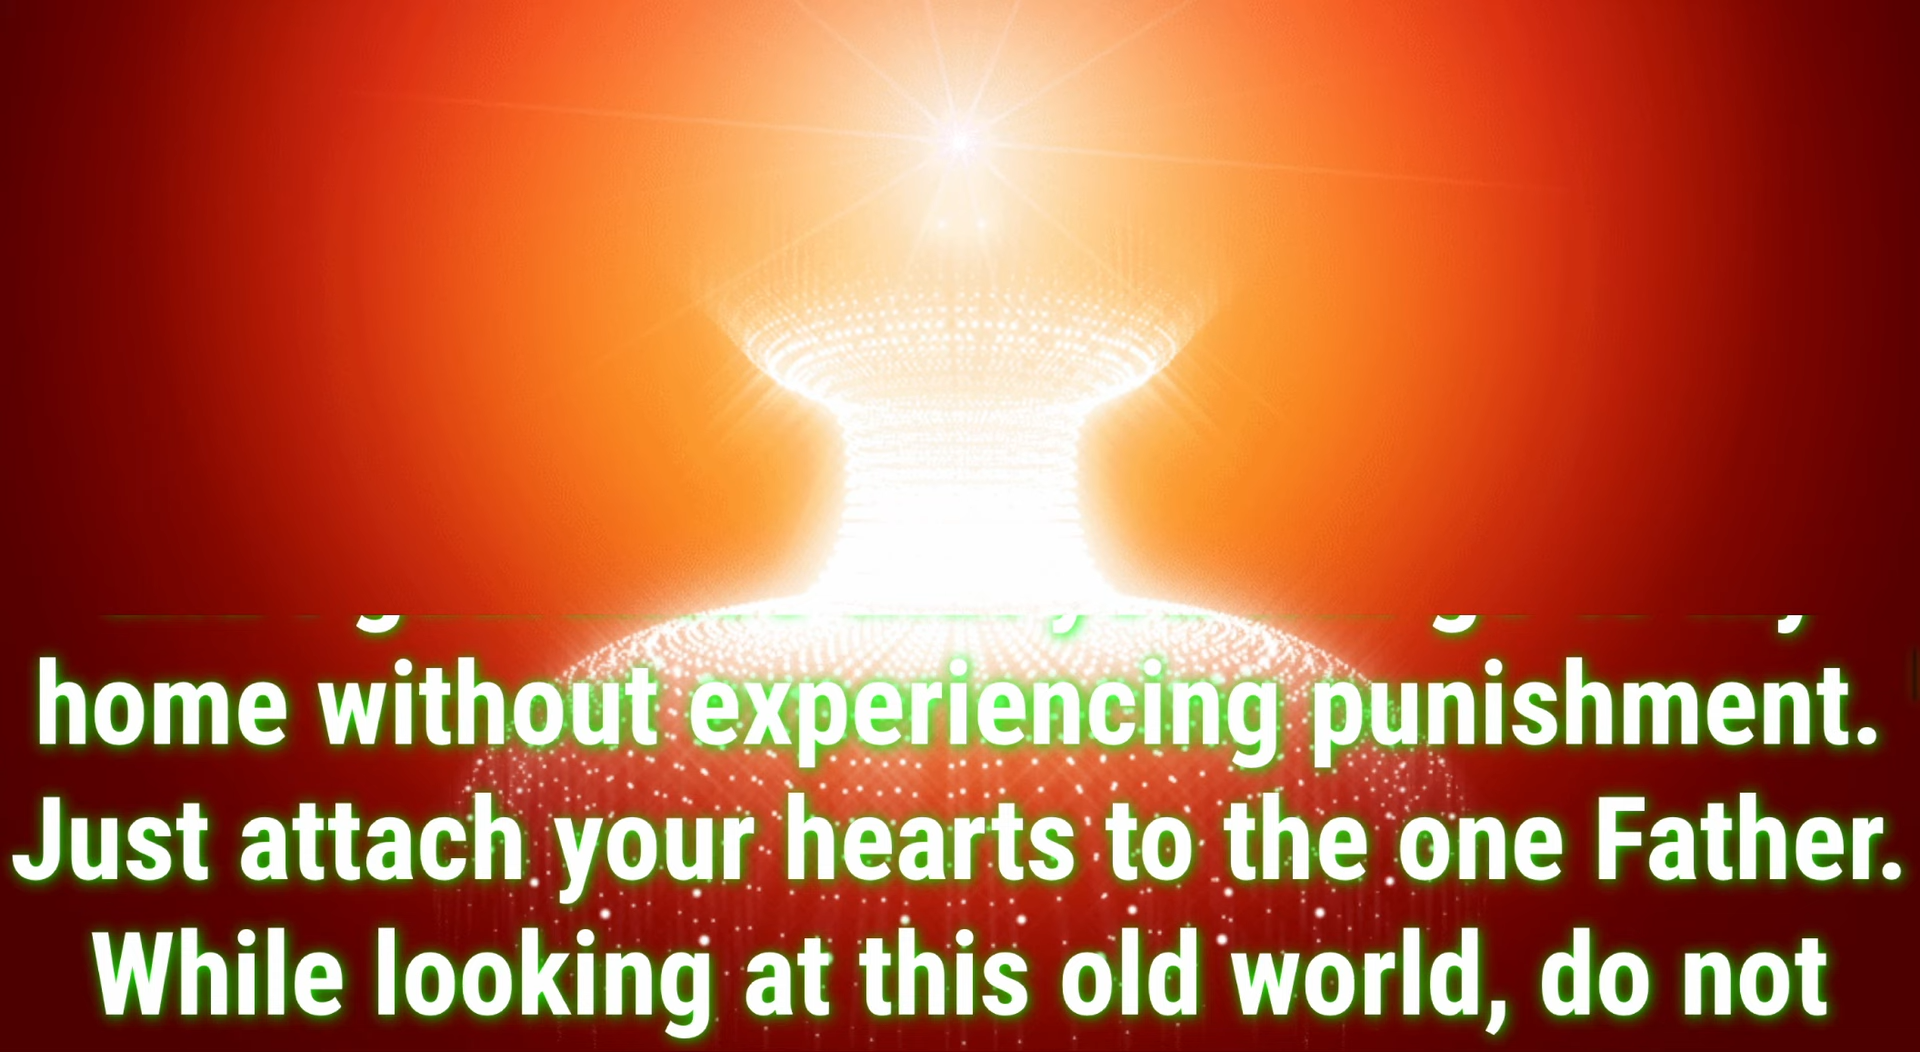 home without experiencing punishment.
Just attach your hearts to the one Father.
While looking at this old world, do not